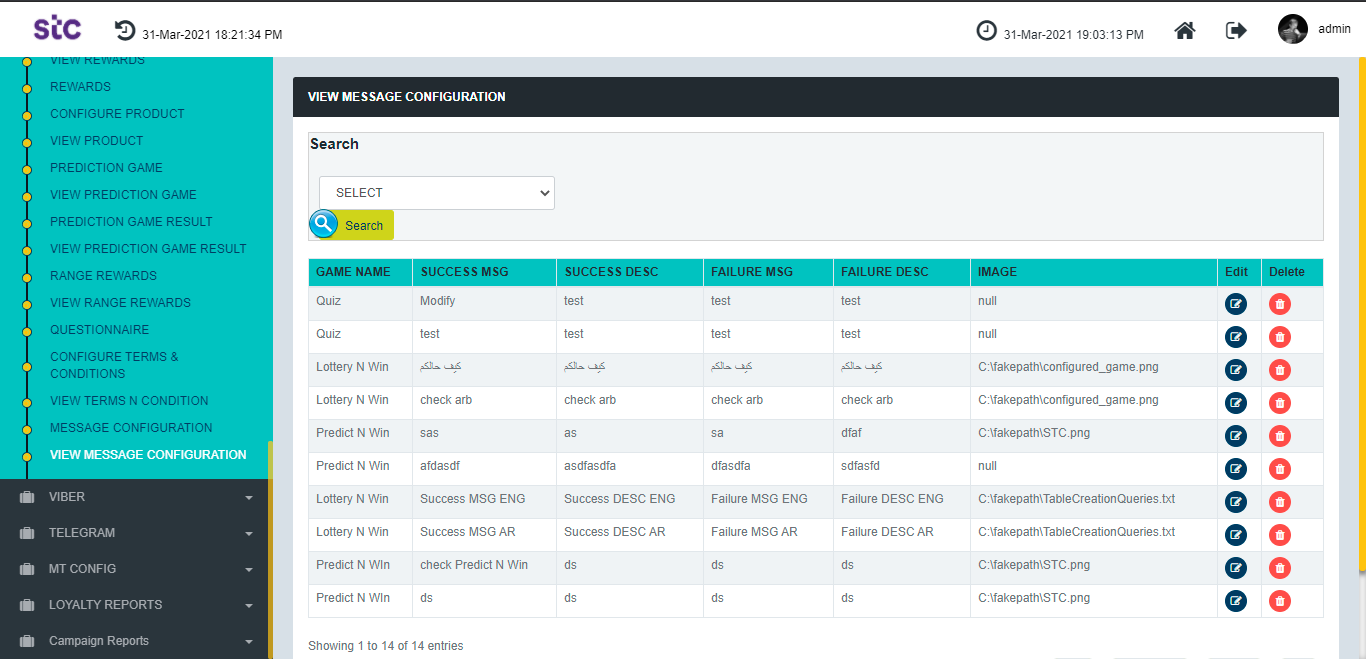 stc
31-Mar-2021 18:21:34 PM
31-Mar-2021 19:03:13 PM
admin
VIEW REWARDS
REWARDS
CONFIGURE PRODUCT
VIEW PRODUCT
PREDICTION GAME
VIEW PREDICTION GAME
PREDICTION GAME RESULT
VIEW PREDICTION GAME RESULT
RANGE REWARDS
VIEW RANGE REWARDS
QUESTIONNAIRE
CONFIGURE TERMS &
CONDITIONS
VIEW TERMS N CONDITION
MESSAGE CONFIGURATION
VIEW MESSAGE CONFIGURATION
VIBER
TELEGRAM
MT CONFIG
LOYALTY REPORTS
Campaign Reports
VIEW MESSAGE CONFIGURATION
Search
SELECT
Search
GAME NAME SUCCESS MSG SUCCESS DESC FAILURE MSG FAILURE DESC IMAGE Edit Delete
Quiz Modify test test test null
Quiz test test test test null
Lottery N Win كيف حالكم كيف حالكم كيف حالكم كيف حالكم C:\fakepath\configured_game.png
Lottery N Win check arb check arb check arb check arb C:\fakepath\configured_game.png
Predict N Win sas as sa dfaf C:\fakepath\STC.png
Predict N Win afdasdf asdfasdfa dfasdfa sdfasfd null
Lottery N Win Success MSG ENG Success DESC ENG Failure MSG ENG Failure DESC ENG C:\fakepath\TableCreationQueries.txt
Lottery N Win Success MSG AR Success DESC AR Failure MSG AR Failure DESC AR C:\fakepath\TableCreationQueries.txt
Predict N WIn check Predict N Win ds ds ds C:\fakepath\STC.png
Predict N WIn ds ds ds ds C:\fakepath\STC.png
Showing 1 to 14 of 14 entries